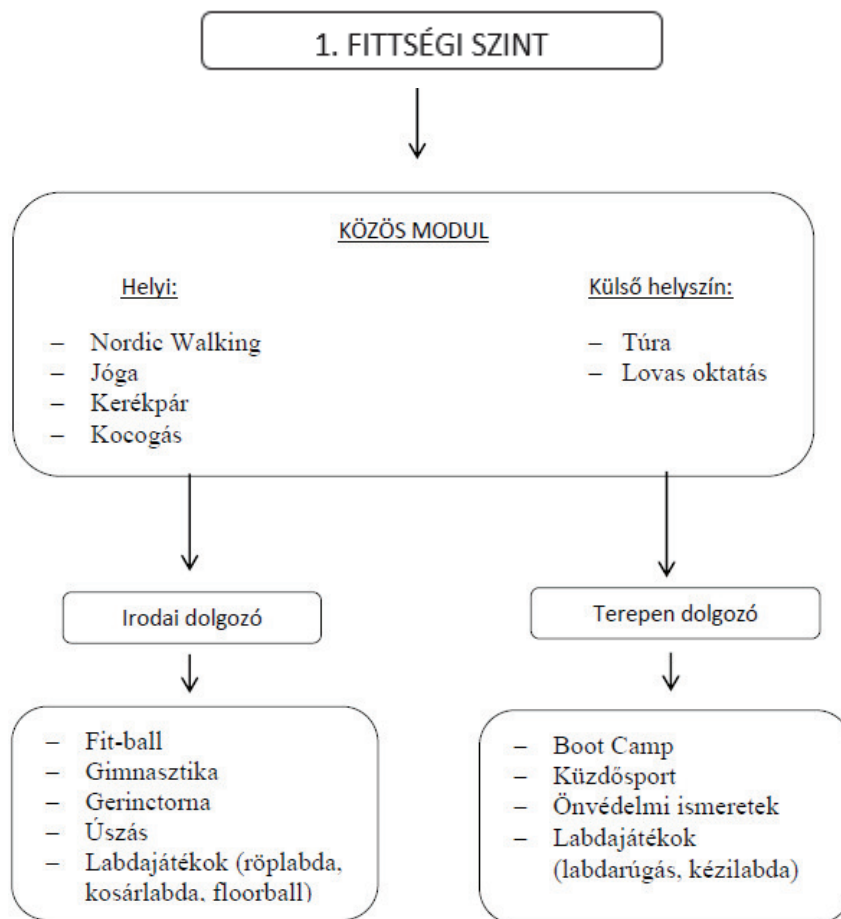 1. FITTSÉGI SZINT
KÖZÖS MODUL
Helyi:
– Nordic Walking
– Jóga
– Kerékpár
– Kocogás
Külső helyszín:
– Túra
– Lovas oktatás
Irodai dolgozó
– Fit-ball
– Gimnasztika
– Gerinctorna
– Úszás
– Labdajátékok (röplabda,
kosárlabda, floorball)
Terepen dolgozó
– Boot Camp
– Küzdősport
– Önvédelmi ismeretek
– Labdajátékok
(labdarúgás, kézilabda)